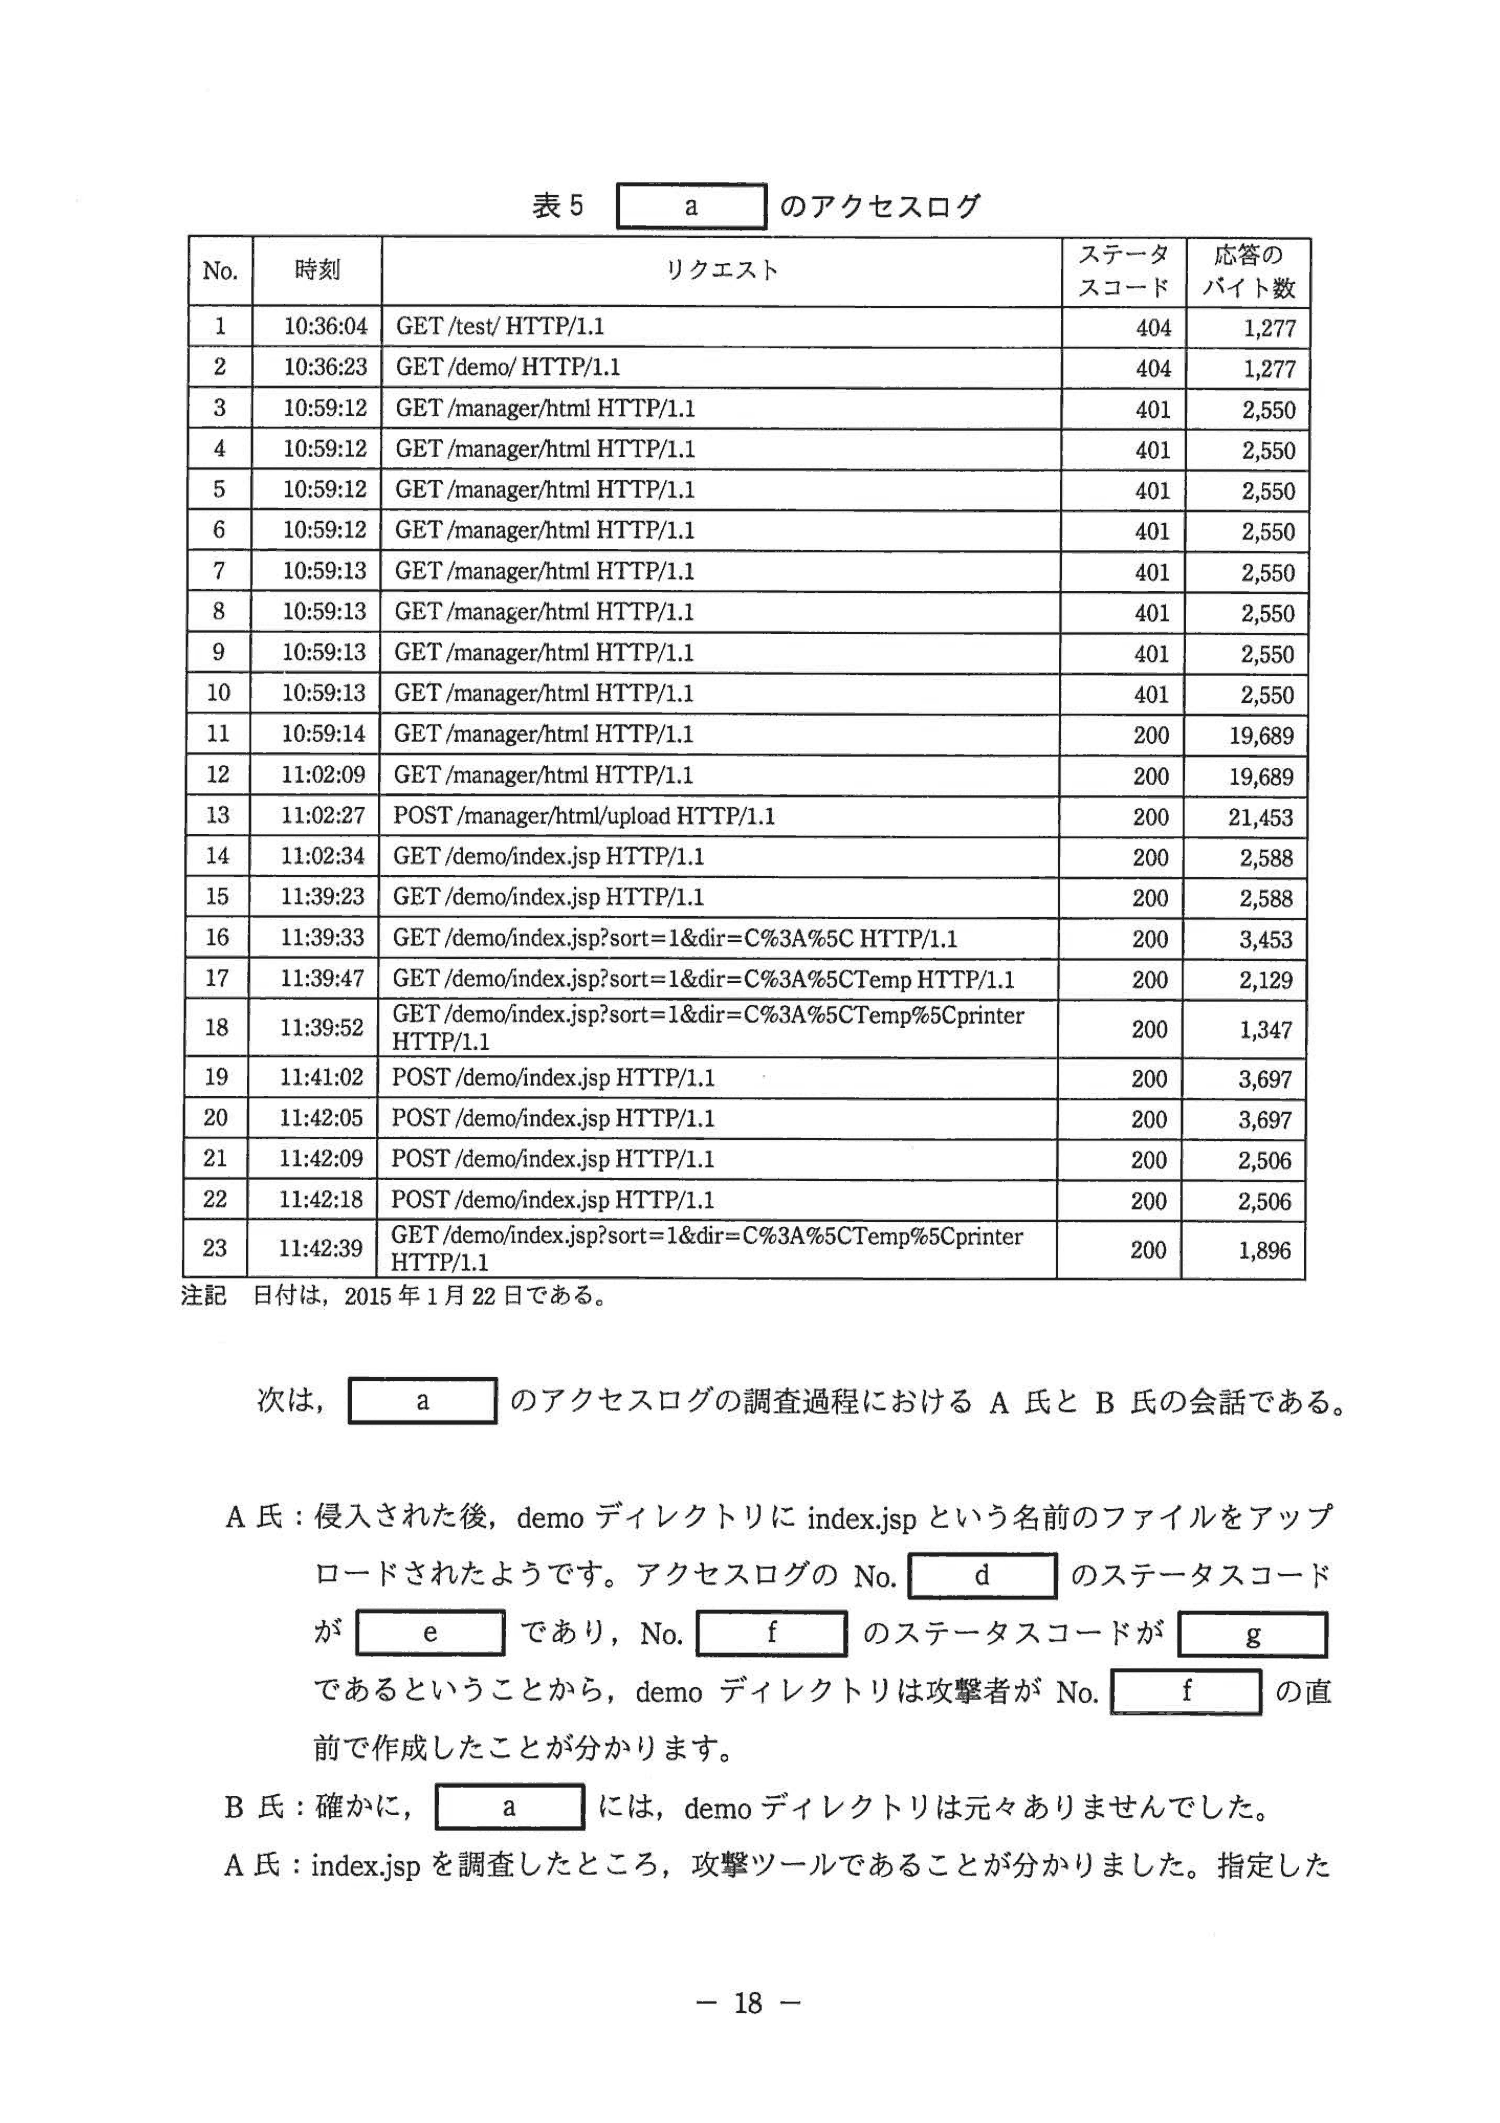 表 5 a のアクセスログ
No. 時刻 リクエスト ステータスコード 応答のバイト数
1 10:36:04 GET /test/ HTTP/1.1 404 1,277
2 10:36:23 GET /demo/ HTTP/1.1 404 1,277
3 10:59:12 GET /manager/html HTTP/1.1 401 2,550
4 10:59:12 GET /manager/html HTTP/1.1 401 2,550
5 10:59:12 GET /manager/html HTTP/1.1 401 2,550
6 10:59:12 GET /manager/html HTTP/1.1 401 2,550
7 10:59:13 GET /manager/html HTTP/1.1 401 2,550
8 10:59:13 GET /manager/html HTTP/1.1 401 2,550
9 10:59:13 GET /manager/html HTTP/1.1 401 2,550
10 10:59:13 GET /manager/html HTTP/1.1 401 2,550
11 10:59:14 GET /manager/html HTTP/1.1 200 19,689
12 11:02:09 GET /manager/html HTTP/1.1 200 19,689
13 11:02:27 POST /manager/html/upload HTTP/1.1 200 21,453
14 11:02:34 GET /demo/index.jsp HTTP/1.1 200 2,588
15 11:39:23 GET /demo/index.jsp HTTP/1.1 200 2,588
16 11:39:33 GET /demo/index.jsp?sort=1&dir=C%3A%5C HTTP/1.1 200 3,453
17 11:39:47 GET /demo/index.jsp?sort=1&dir=C%3A%5CTemp HTTP/1.1 200 2,129
18 11:39:52 GET /demo/index.jsp?sort=1&dir=C%3A%5CTemp%5Cprinter
HTTP/1.1 200 1,347
19 11:41:02 POST /demo/index.jsp HTTP/1.1 200 3,697
20 11:42:05 POST /demo/index.jsp HTTP/1.1 200 3,697
21 11:42:09 POST /demo/index.jsp HTTP/1.1 200 2,506
22 11:42:18 POST /demo/index.jsp HTTP/1.1 200 2,506
23 11:42:39 GET /demo/index.jsp?sort=1&dir=C%3A%5CTemp%5Cprinter
HTTP/1.1 200 1,896
注記 日付は，2015 年 1 月 22 日である。
次は， a のアクセスログの調査過程における A 氏と B 氏の会話である。
A 氏：侵入された後，demo ディレクトリに index.jsp という名前のファイルをアップ
ロードされたようです。アクセスログの No. d のステータスコード
が e であり，No. f のステータスコードが g
であるということから，demo ディレクトリは攻撃者が No. f の直
前で作成したことが分かります。
B 氏：確かに， a には，demo ディレクトリは元々ありませんでした。
A 氏：index.jsp を調査したところ，攻撃ツールであることが分かりました。指定した
－ 18 －